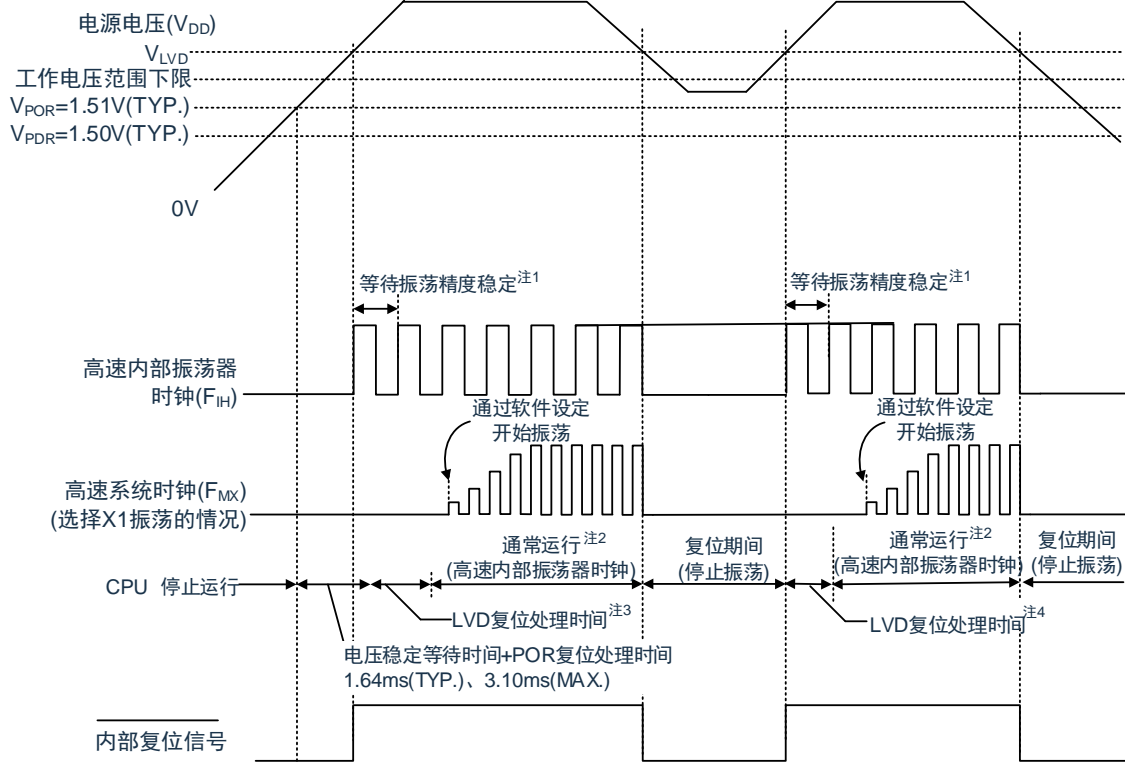 电源电压(VDD)
VLVD
工作电压范围下限
VPOR=1.51V(TYP.)
VPDR=1.50V(TYP.)
0V
等待振荡精度稳定注1
等待振荡精度稳定注1
高速内部振荡器
时钟(FIH)
通过软件设定
开始振荡
通过软件设定
开始振荡
高速系统时钟(FMX)
(选择X1振荡的情况)
通常运行注2
(高速内部振荡器时钟)
复位期间
(停止振荡)
通常运行注2
(高速内部振荡器时钟)
复位期间
(停止振荡)
CPU 停止运行
LVD复位处理时间注3
LVD复位处理时间注4
电压稳定等待时间+POR复位处理时间
1.64ms(TYP.)、3.10ms(MAX.)
内部复位信号